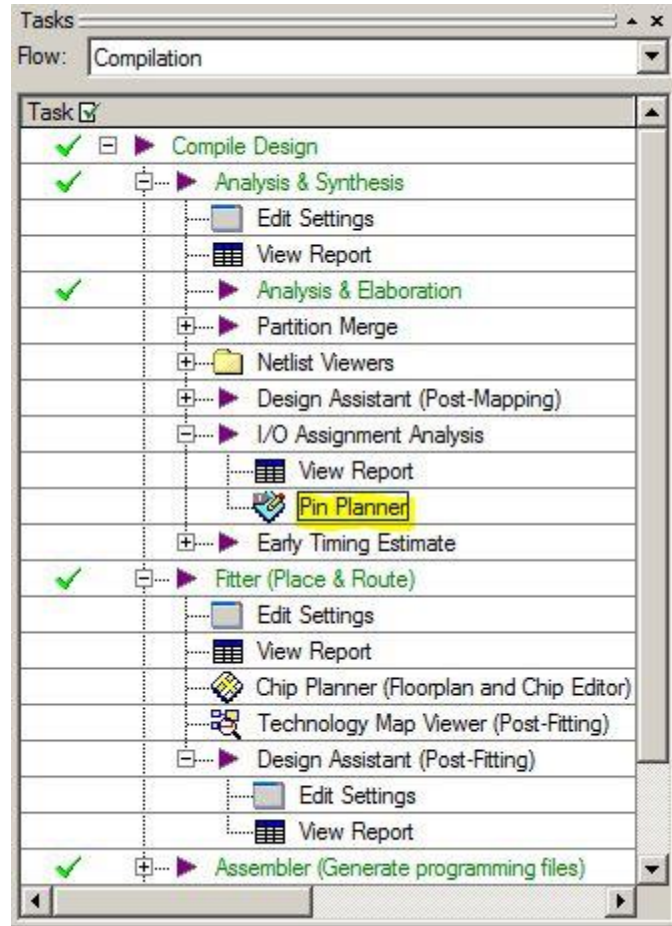 Tasks
Flow: Compilation
Task
Compile Design
Analysis & Synthesis
Edit Settings
View Report
Analysis & Elaboration
Partition Merge
Netlist Viewers
Design Assistant (Post-Mapping)
I/O Assignment Analysis
View Report
Pin Planner
Early Timing Estimate
Fitter (Place & Route)
Edit Settings
View Report
Chip Planner (Floorplan and Chip Editor)
Technology Map Viewer (Post-Fitting)
Design Assistant (Post-Fitting)
Edit Settings
View Report
Assembler (Generate programming files)